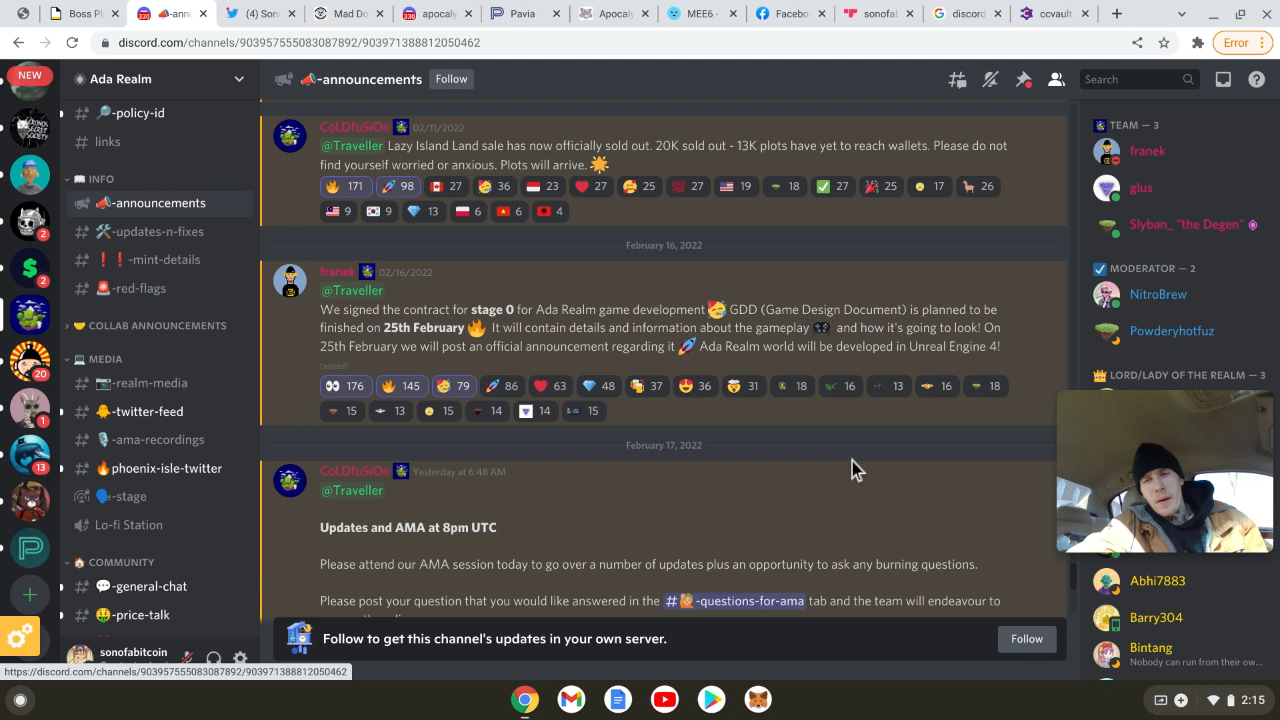 Boss Pl
330
-ann
(4) Son
Mad Do
330
apocaly
Pavia
Apocaly
MEE6 -
Facebo
sonofab
discord
ccvault
discord.com/channels/903957555083087892/903971388812050462
Error
NEW
Ada Realm
-announcements
Follow
Search
-policy-id
links
INFO
-announcements
-updates-n-fixes
-mint-details
-red-flags
COLLAB ANNOUNCEMENTS
MEDIA
-realm-media
-twitter-feed
-ama-recordings
phoenix-isle-twitter
-stage
Lo-fi Station
COMMUNITY
-general-chat
-price-talk
sonofabitcoin
2
2
20
1
13
CoLDfuSiOn 02/11/2022
@Traveller Lazy Island Land sale has now officially sold out. 20K sold out - 13K plots have yet to reach wallets. Please do not
find yourself worried or anxious. Plots will arrive.
171 98 27 36 23 27 25 27 19 18 27 25 17 26
9 9 13 6 6 4
February 16, 2022
franek 02/16/2022
@Traveller
We signed the contract for stage 0 for Ada Realm game development GDD (Game Design Document) is planned to be
finished on 25th February It will contain details and information about the gameplay and how it's going to look! On
25th February we will post an official announcement regarding it Ada Realm world will be developed in Unreal Engine 4!
(edited)
176 145 79 86 63 48 37 36 31 18 16 13 16 18
15 13 15 14 14 15
February 17, 2022
CoLDfuSiOn Yesterday at 6:48 AM
@Traveller
Updates and AMA at 8pm UTC
Please attend our AMA session today to go over a number of updates plus an opportunity to ask any burning questions.
Please post your question that you would like answered in the # -questions-for-ama tab and the team will endeavour to
Follow to get this channel's updates in your own server.
Follow
TEAM — 3
franek
glus
Slyban_ "the Degen"
MODERATOR — 2
NitroBrew
Powderyhotfuz
LORD/LADY OF THE REALM — 3
Abhi7883
Barry304
Bintang
Nobody can run from their ow...
https://discord.com/channels/903957555083087892/903971388812050462
2:15